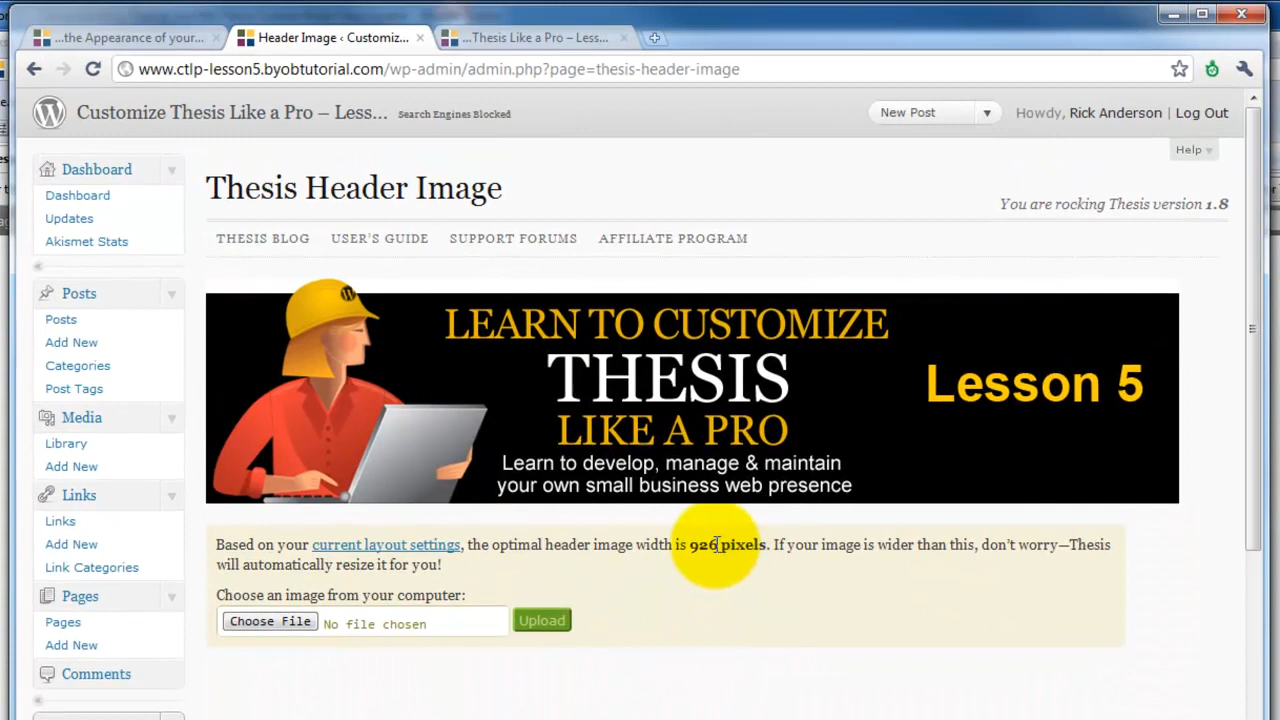 ...the Appearance of your...
Header Image ‹ Customiz...
...Thesis Like a Pro – Less...
www.ctlp-lesson5.byobtutorial.com/wp-admin/admin.php?page=thesis-header-image
Customize Thesis Like a Pro – Less... Search Engines Blocked
New Post
Howdy, Rick Anderson | Log Out
Help
Dashboard
Dashboard
Updates
Akismet Stats
Posts
Posts
Add New
Categories
Post Tags
Media
Library
Add New
Links
Links
Add New
Link Categories
Pages
Pages
Add New
Comments
Thesis Header Image
You are rocking Thesis version 1.8
THESIS BLOG USER'S GUIDE SUPPORT FORUMS AFFILIATE PROGRAM
LEARN TO CUSTOMIZE
THESIS
LIKE A PRO
Learn to develop, manage & maintain
your own small business web presence
Lesson 5
Based on your current layout settings, the optimal header image width is 926 pixels. If your image is wider than this, don't worry—Thesis
will automatically resize it for you!
Choose an image from your computer:
Choose File No file chosen Upload